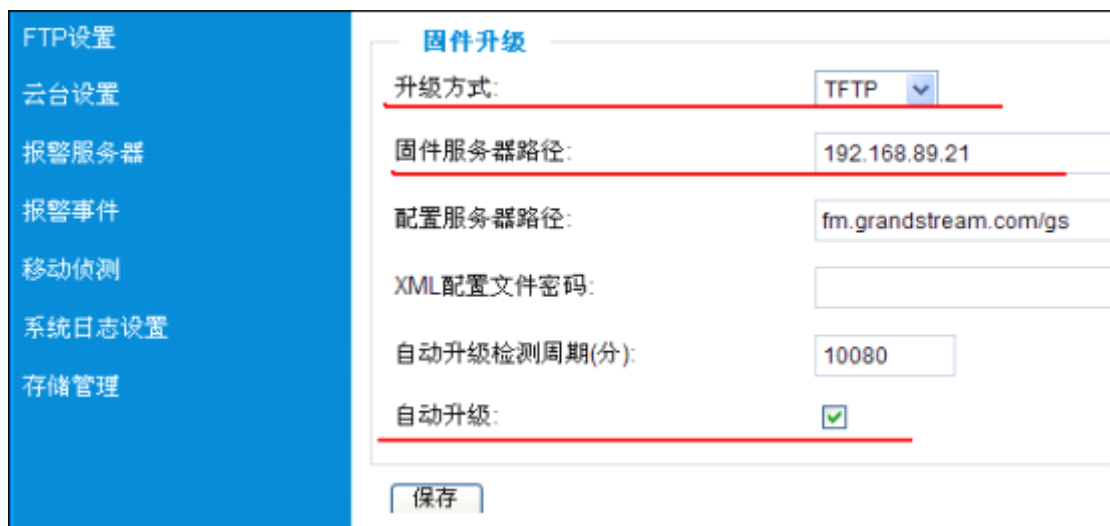 FTP设置
云台设置
报警服务器
报警事件
移动侦测
系统日志设置
存储管理
固件升级
升级方式: TFTP
固件服务器路径: 192.168.89.21
配置服务器路径: fm.grandstream.com/gs
XML配置文件密码:
自动升级检测周期(分): 10080
自动升级:
保存